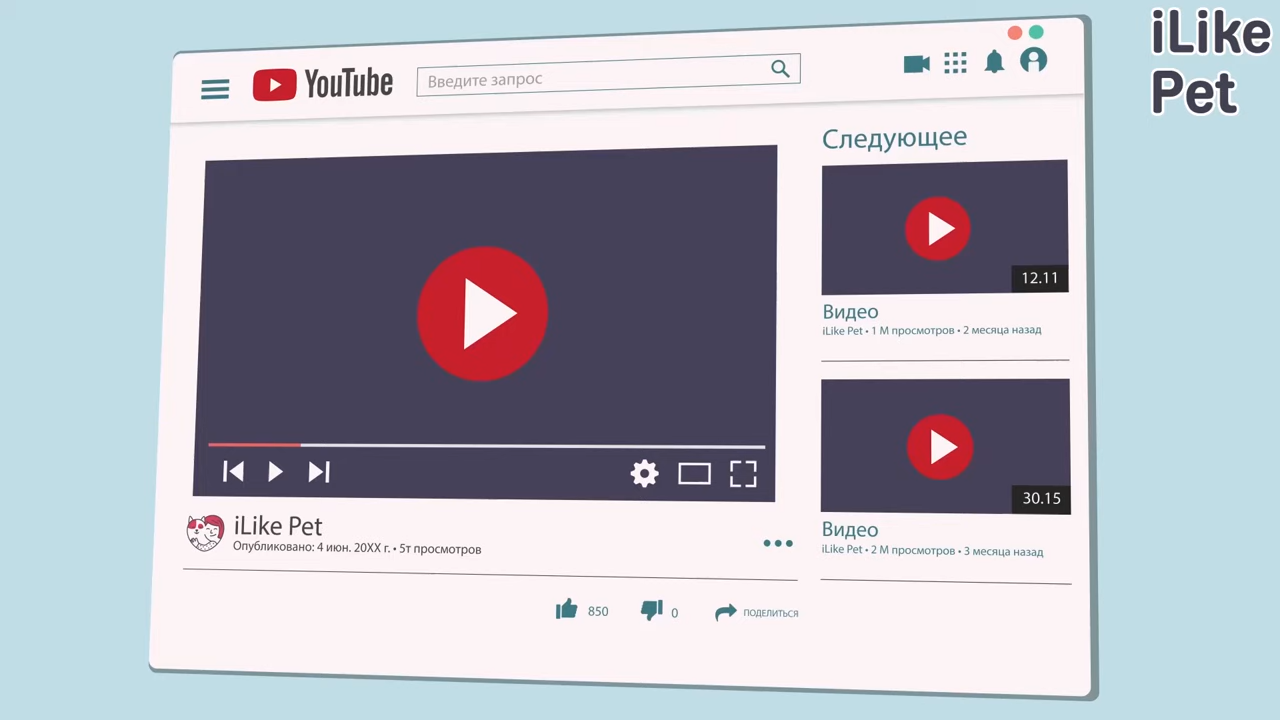 iLike
Pet
YouTube
Введите запрос
Следующее
12.11
Видео
iLike Pet • 1 М просмотров • 2 месяца назад
30.15
Видео
iLike Pet • 2 М просмотров • 3 месяца назад
iLike Pet
Опубликовано: 4 июн. 20XX г. • 5т просмотров
850
0
ПОДЕЛИТЬСЯ